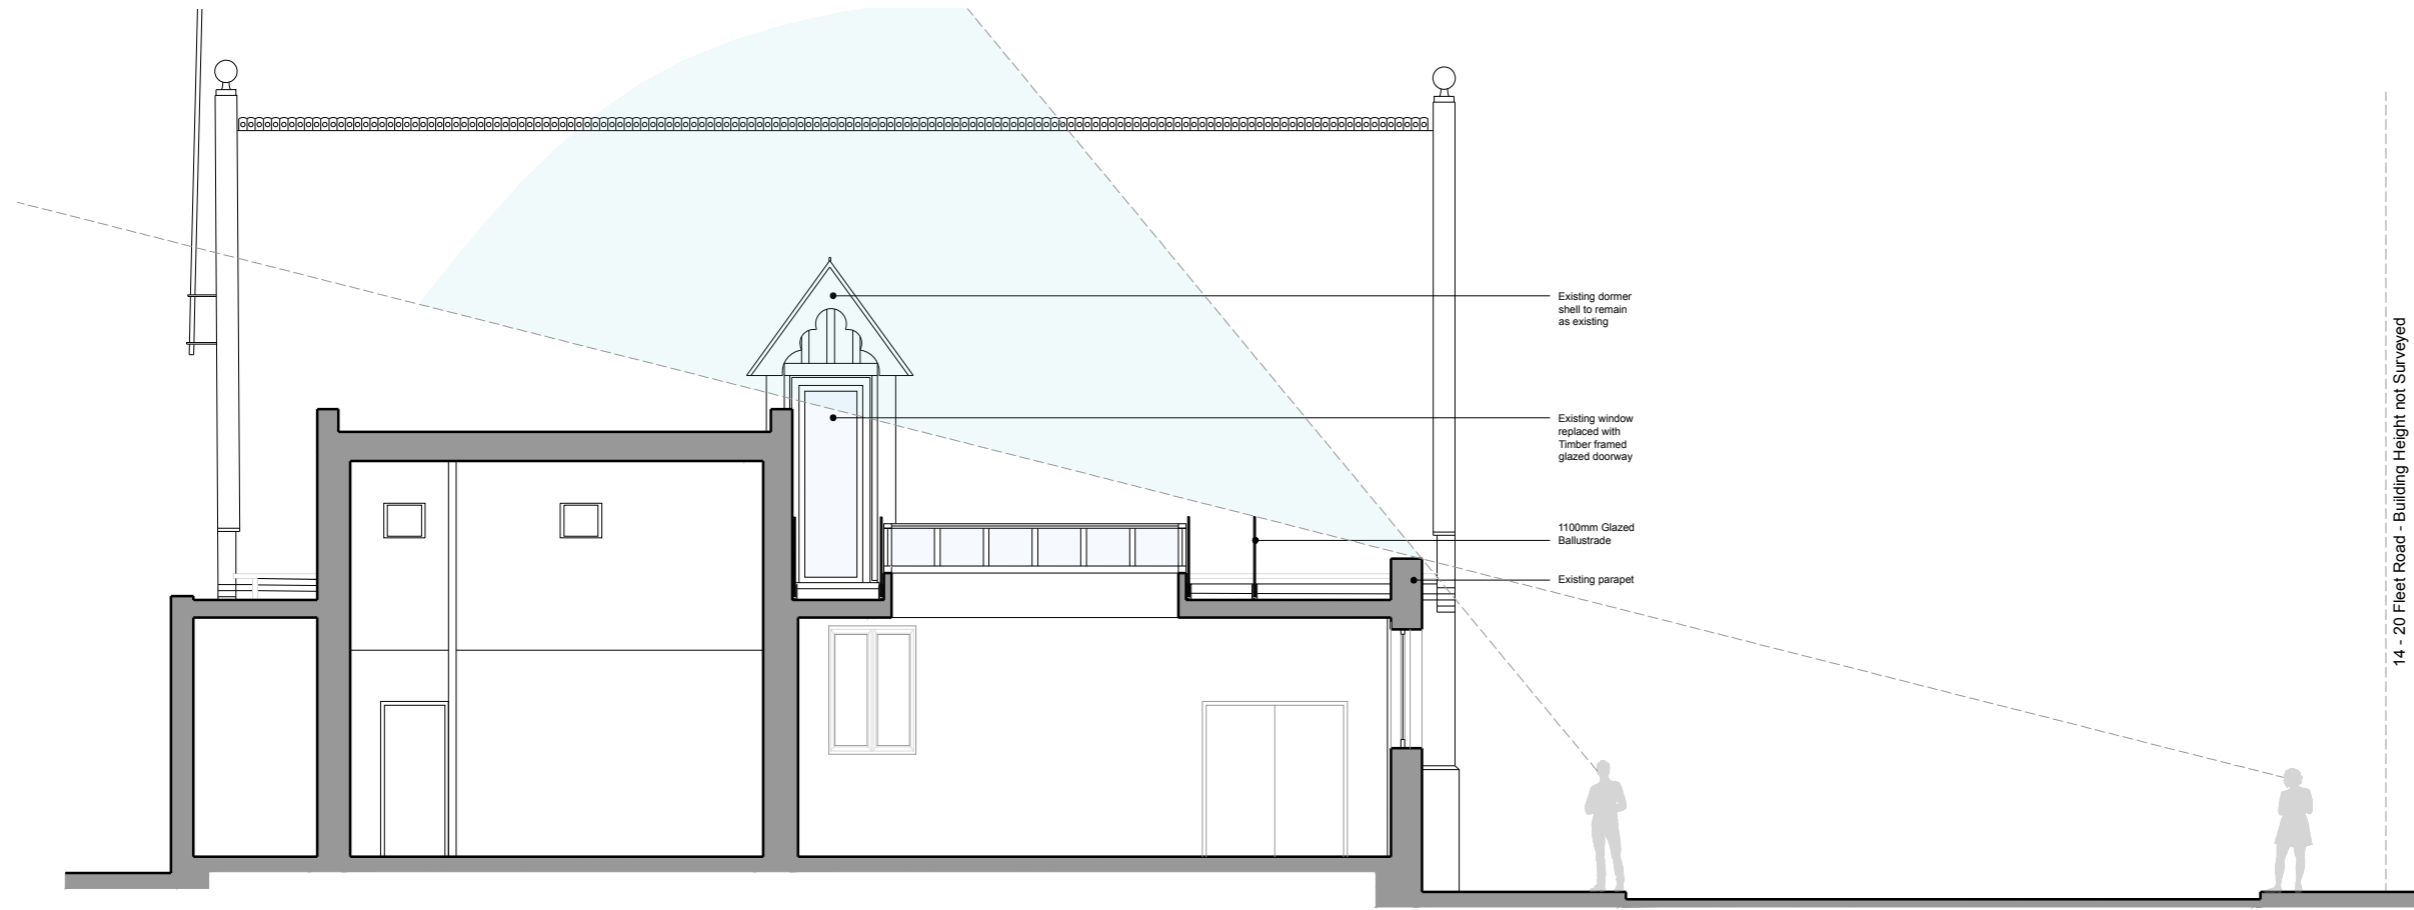 Existing dormer
shell to remain
as existing
Existing window
replaced with
Timber framed
glazed doorway
1100mm Glazed
Ballustrade
Existing parapet
14 - 20 Fleet Road - Building Height not Surveyed